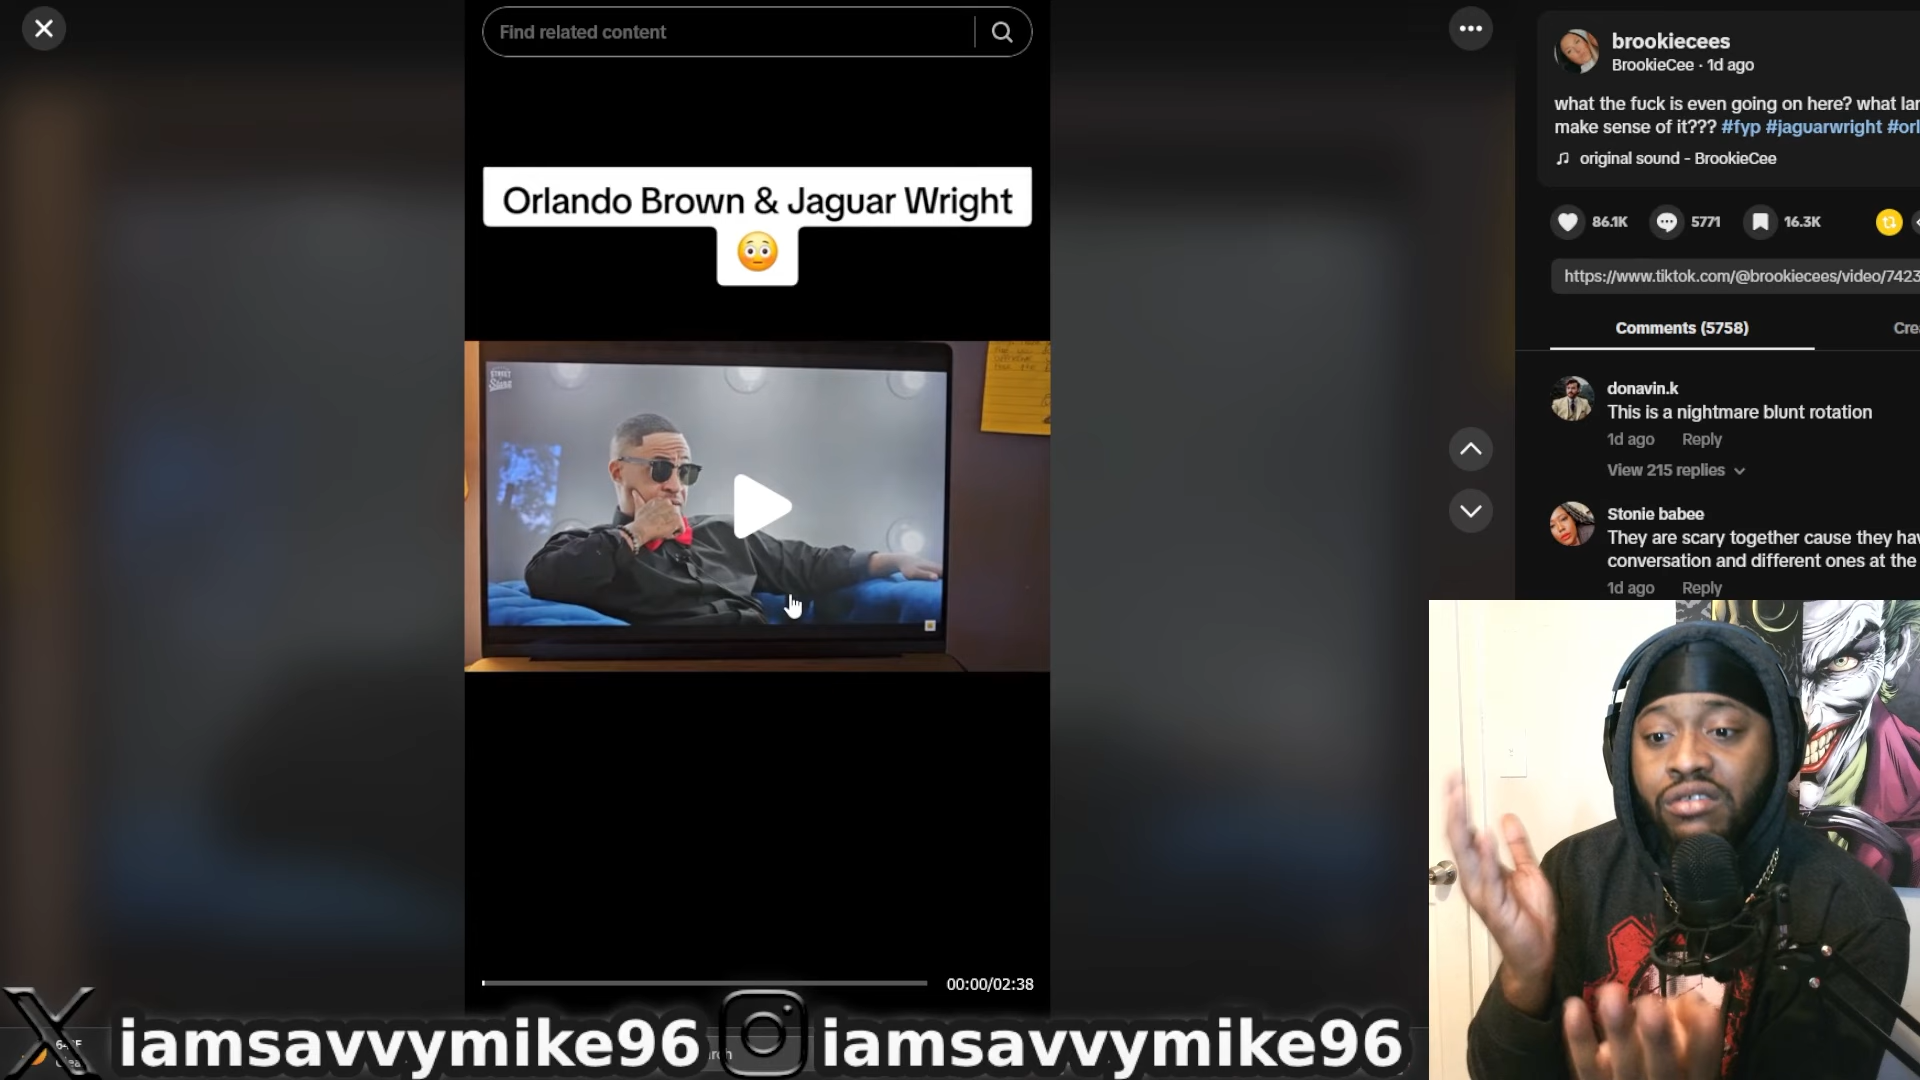 Find related content
Orlando Brown & Jaguar Wright
STREET
00:00/02:38
brookiecees
BrookieCee · 1d ago
what the fuck is even going on here? what
make sense of it??? #fyp #jaguarwright
original sound - BrookieCee
86.1K
5771
16.3K
https://www.tiktok.com/@brookiecees/video/7423
Comments (5758)
donavin.k
This is a nightmare blunt rotation
1d ago Reply
View 215 replies
Stonie babee
They are scary together cause they
conversation and different ones at the
1d ago Reply
iamsavvymike96
iamsavvymike96